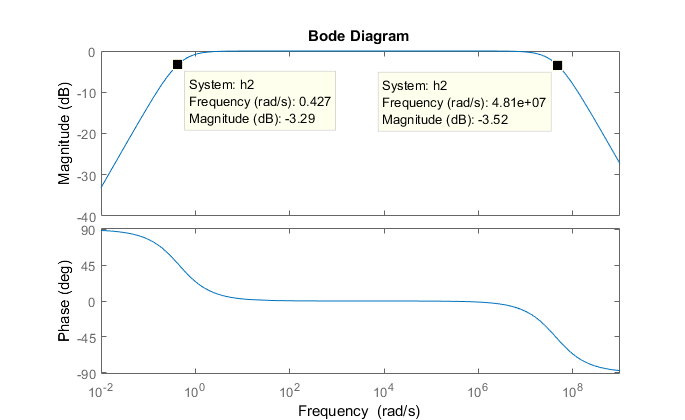 Bode Diagram
Magnitude (dB)
0
-10
-20
-30
-40
System: h2
Frequency (rad/s): 0.427
Magnitude (dB): -3.29
System: h2
Frequency (rad/s): 4.81e+07
Magnitude (dB): -3.52
Phase (deg)
90
45
0
-45
-90
10^-2 10^0 10^2 10^4 10^6 10^8
Frequency (rad/s)